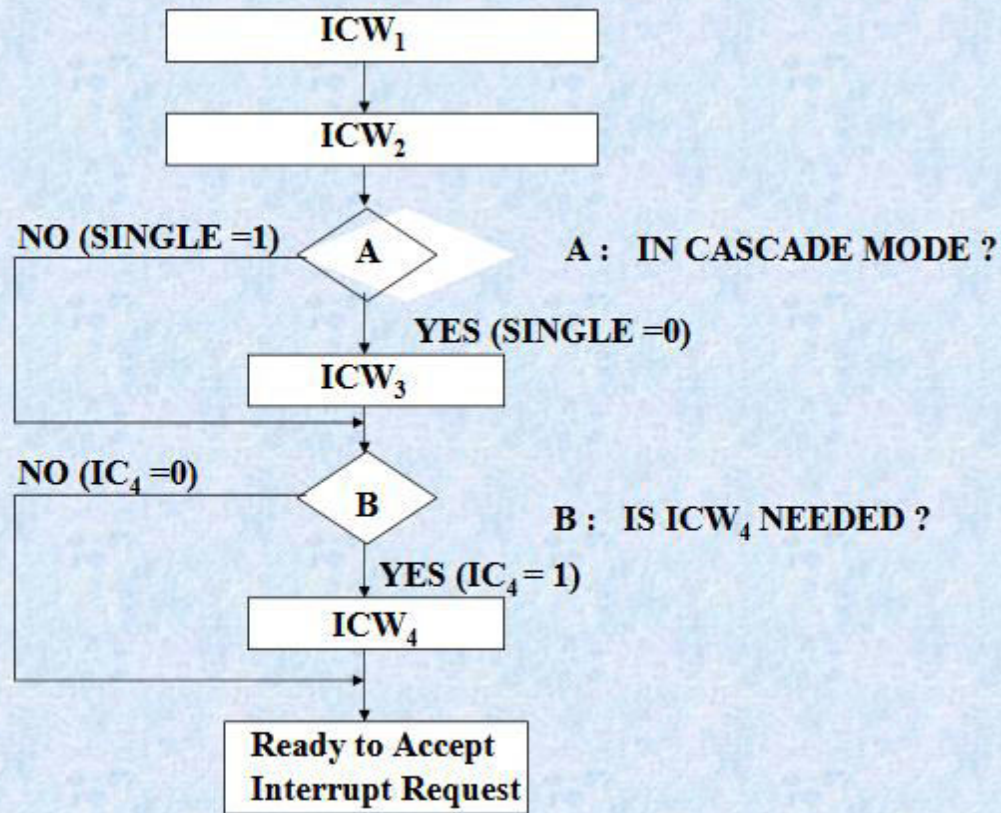 ICW₁
ICW₂
NO (SINGLE =1)
A
A : IN CASCADE MODE ?
YES (SINGLE =0)
ICW₃
NO (IC₄ =0)
B
B : IS ICW₄ NEEDED ?
YES (IC₄ = 1)
ICW₄
Ready to Accept
Interrupt Request